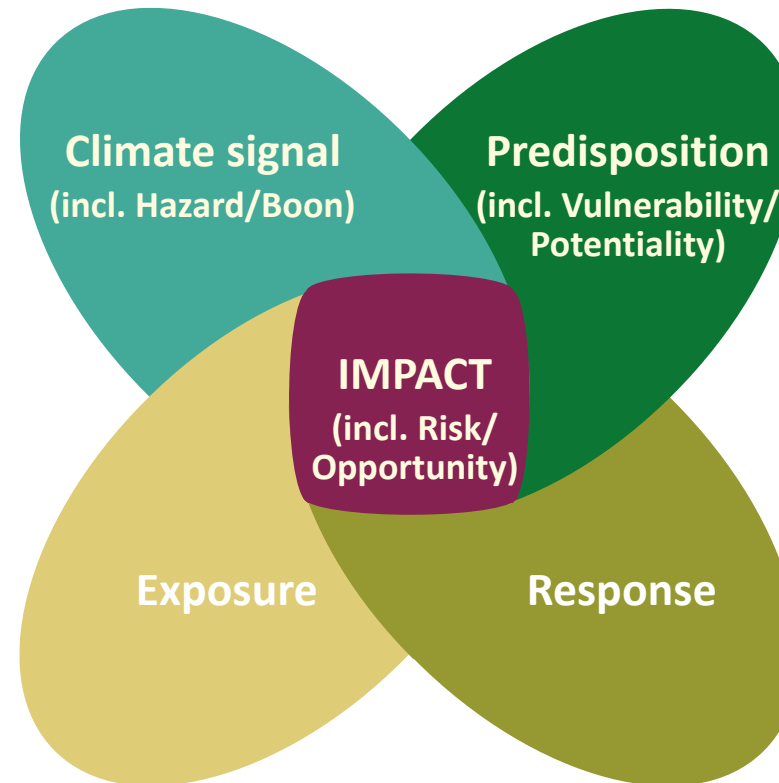 Climate signal
(incl. Hazard/Boon)
Predisposition
(incl. Vulnerability/
Potentiality)
IMPACT
(incl. Risk/
Opportunity)
Exposure
Response